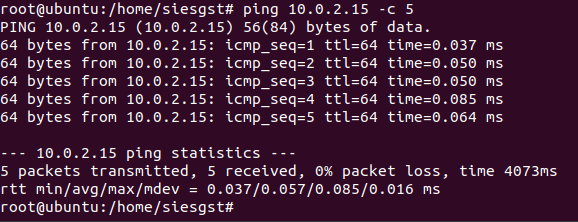 root@ubuntu:/home/siesgst# ping 10.0.2.15 -c 5
PING 10.0.2.15 (10.0.2.15) 56(84) bytes of data.
64 bytes from 10.0.2.15: icmp_seq=1 ttl=64 time=0.037 ms
64 bytes from 10.0.2.15: icmp_seq=2 ttl=64 time=0.050 ms
64 bytes from 10.0.2.15: icmp_seq=3 ttl=64 time=0.050 ms
64 bytes from 10.0.2.15: icmp_seq=4 ttl=64 time=0.085 ms
64 bytes from 10.0.2.15: icmp_seq=5 ttl=64 time=0.064 ms
--- 10.0.2.15 ping statistics ---
5 packets transmitted, 5 received, 0% packet loss, time 4073ms
rtt min/avg/max/mdev = 0.037/0.057/0.085/0.016 ms
root@ubuntu:/home/siesgst#